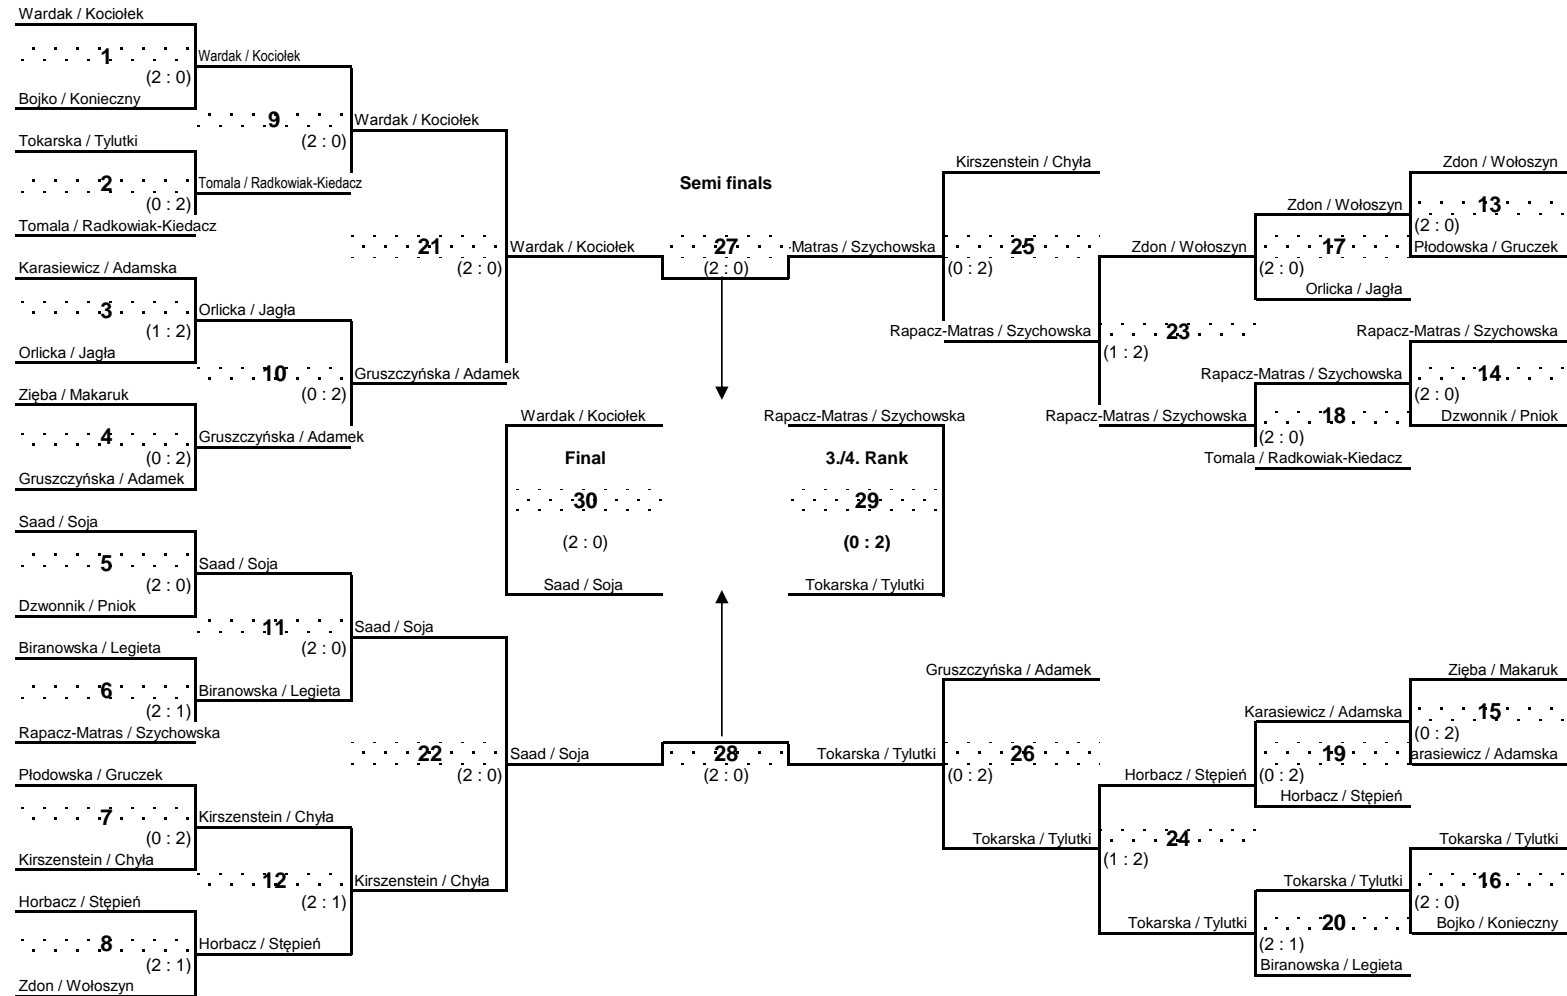 Wardak / Kociołek
1
Wardak / Kociołek
(2 : 0)
Bojko / Konieczny
9
Wardak / Kociołek
(2 : 0)
Tokarska / Tylutki
2
Tomala / Radkowiak-Kiedacz
(0 : 2)
Tomala / Radkowiak-Kiedacz
21
Wardak / Kociołek
(2 : 0)
Karasiewicz / Adamska
3
Orlicka / Jagła
(1 : 2)
Orlicka / Jagła
10
Gruszczyńska / Adamek
(0 : 2)
Zięba / Makaruk
4
Gruszczyńska / Adamek
(0 : 2)
Gruszczyńska / Adamek
Saad / Soja
5
Saad / Soja
(2 : 0)
Dzwonnik / Pniok
11
Saad / Soja
(2 : 0)
Biranowska / Legieta
6
Biranowska / Legieta
(2 : 1)
Rapacz-Matras / Szychowska
22
Saad / Soja
(2 : 0)
Płodowska / Gruczek
7
Kirszenstein / Chyła
(0 : 2)
Kirszenstein / Chyła
12
Kirszenstein / Chyła
(2 : 1)
Horbacz / Stępień
8
Horbacz / Stępień
(2 : 1)
Zdon / Wołoszyn
Semi finals
27
(2 : 0)
Matras / Szychowska
Wardak / Kociołek
Final
30
(2 : 0)
Saad / Soja
Rapacz-Matras / Szychowska
3./4. Rank
29
(0 : 2)
Tokarska / Tylutki
28
(2 : 0)
Tokarska / Tylutki
Kirszenstein / Chyła
25
(0 : 2)
Rapacz-Matras / Szychowska
Zdon / Wołoszyn
23
(1 : 2)
Rapacz-Matras / Szychowska
Zdon / Wołoszyn
17
(2 : 0)
Orlicka / Jagła
Zdon / Wołoszyn
13
(2 : 0)
Płodowska / Gruczek
Rapacz-Matras / Szychowska
18
(2 : 0)
Tomala / Radkowiak-Kiedacz
Rapacz-Matras / Szychowska
14
(2 : 0)
Dzwonnik / Pniok
Gruszczyńska / Adamek
26
(0 : 2)
Tokarska / Tylutki
Horbacz / Stępień
24
(1 : 2)
Tokarska / Tylutki
Karasiewicz / Adamska
19
(0 : 2)
Horbacz / Stępień
Zięba / Makaruk
15
(0 : 2)
arasiewicz / Adamska
Tokarska / Tylutki
20
(2 : 1)
Biranowska / Legieta
Tokarska / Tylutki
16
(2 : 0)
Bojko / Konieczny